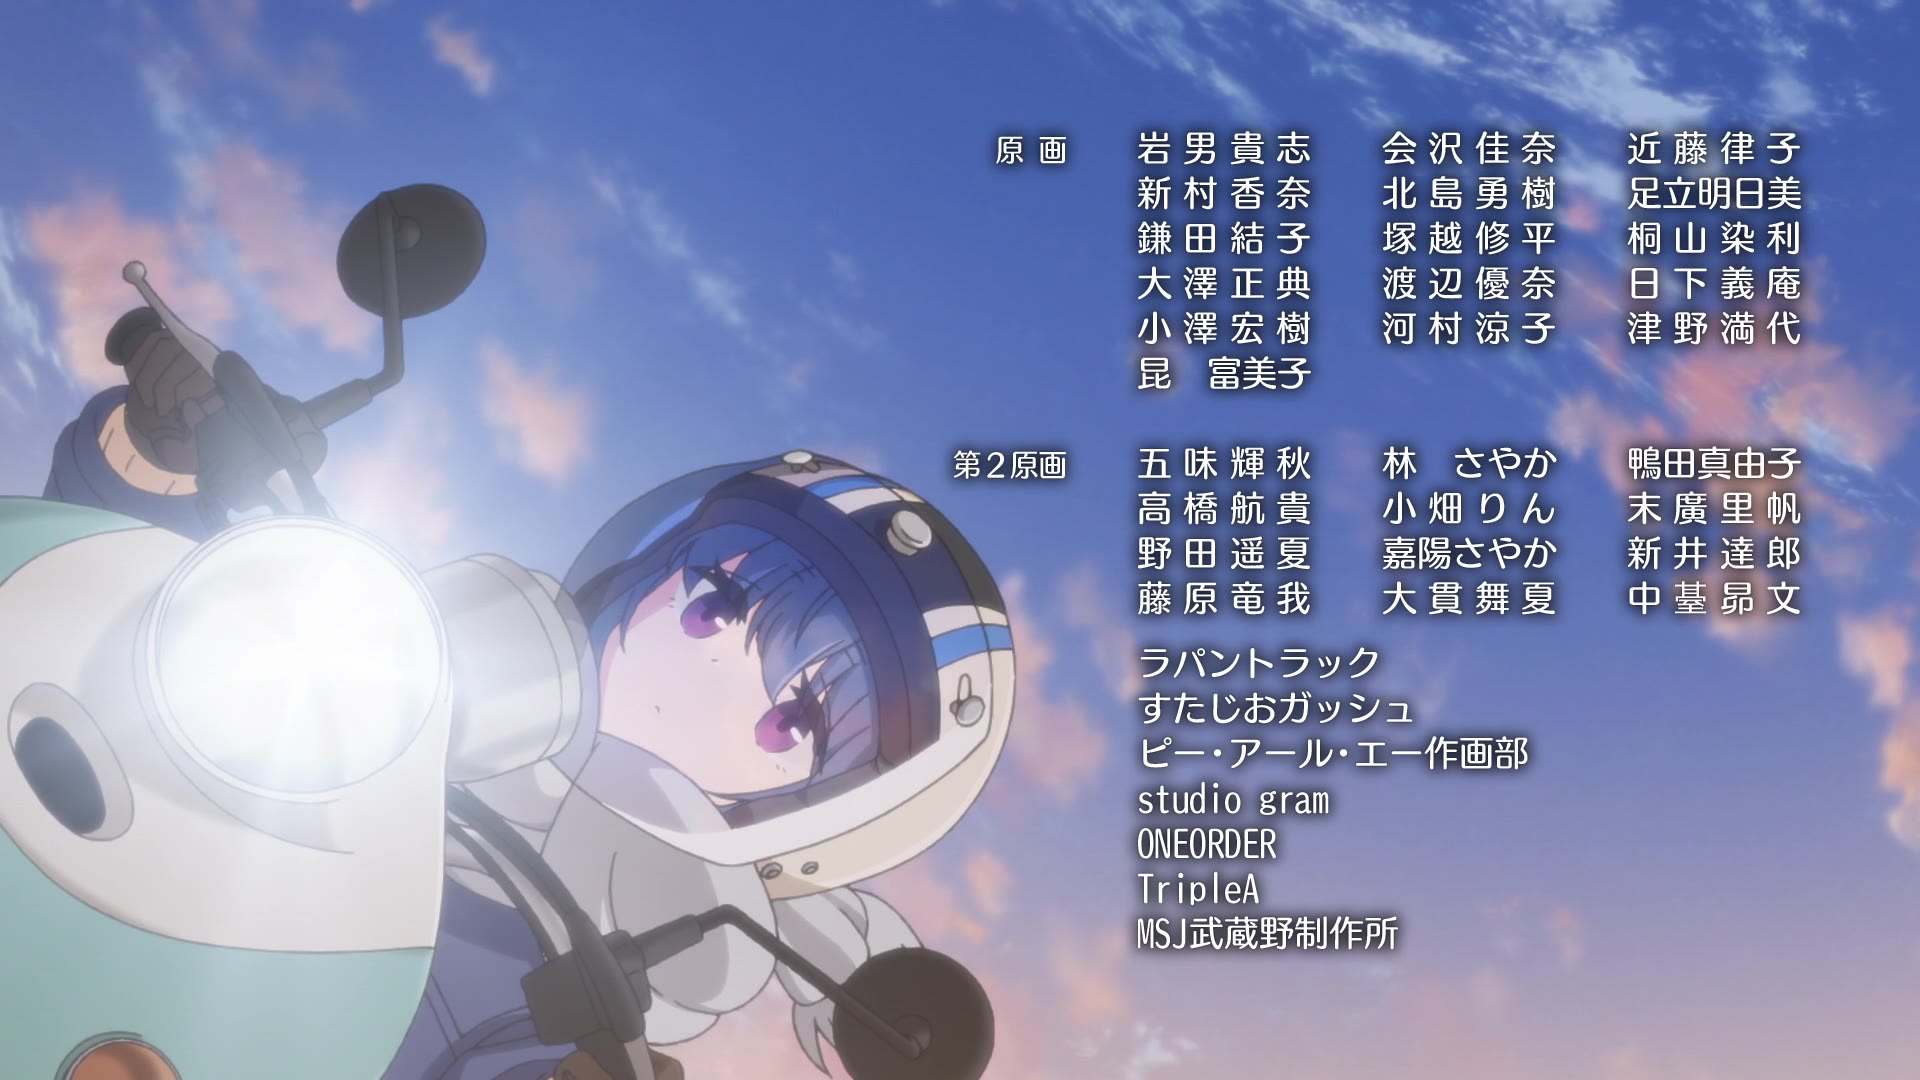 原画 岩男貴志 会沢佳奈 近藤律子
新村香奈 北島勇樹 足立明日美
鎌田結子 塚越修平 桐山染利
大澤正典 渡辺優奈 日下義庵
小澤宏樹 河村涼子 津野満代
昆 富美子
第2原画 五味輝秋 林 さやか 鴨田真由子
高橋航貴 小畑りん 末廣里帆
野田遥夏 嘉陽さやか 新井達郎
藤原竜我 大貫舞夏 中䑓昴文
ラパントラック
すたじおガッシュ
ピー・アール・エー作画部
studio gram
ONEORDER
TripleA
MSJ武蔵野制作所